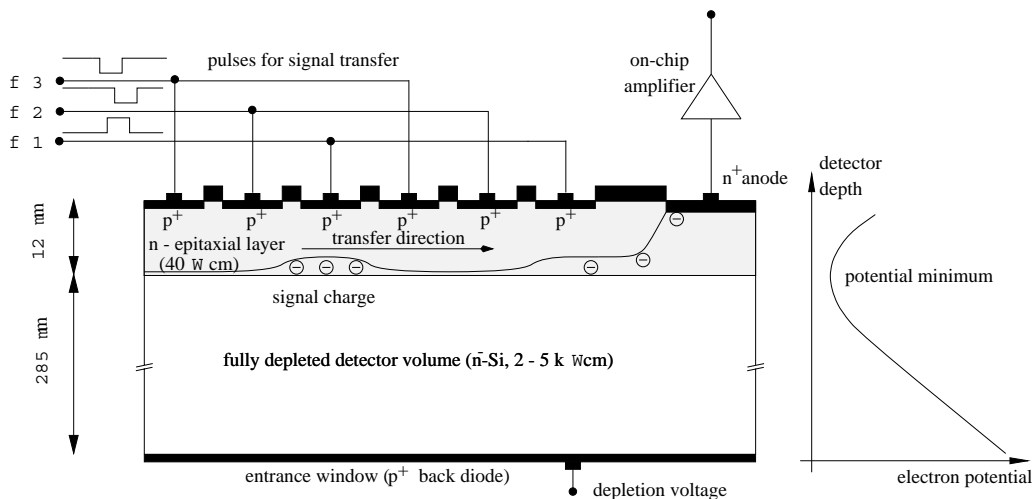 pulses for signal transfer
on-chip
amplifier
f 3
f 2
f 1
n+ anode
detector
depth
p+ p+ p+ p+ p+ p+
12 mm
n - epitaxial layer
(40 W cm)
transfer direction
signal charge
potential minimum
285 mm
fully depleted detector volume (n-Si, 2 - 5 k Wcm)
entrance window (p+ back diode)
depletion voltage
electron potential